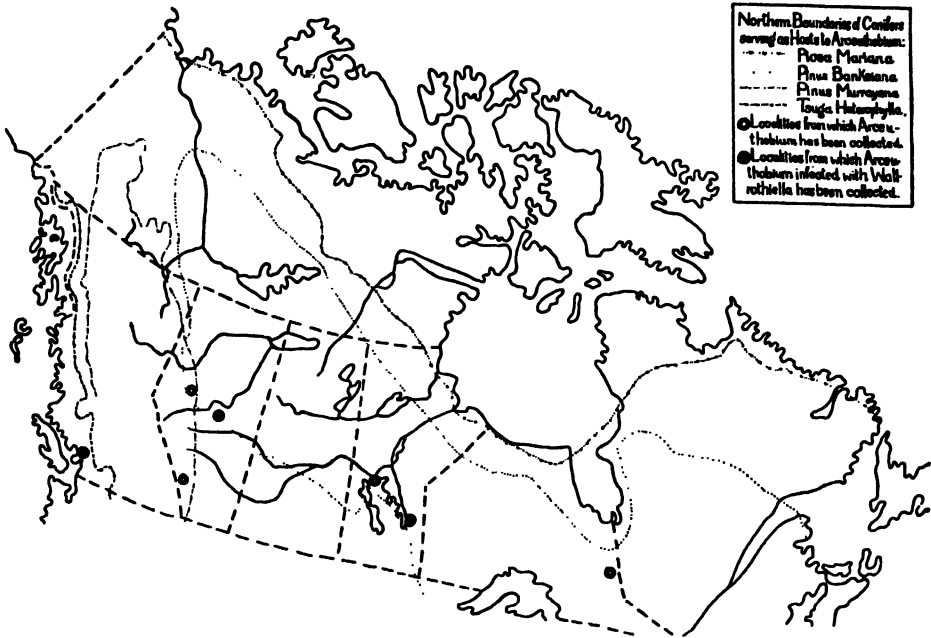 Northern Boundaries of Conifers
serving as Hosts to Arceuthobium:
Picea Mariana
Pinus Banksiana
Pinus Murrayana
Tsuga Heterophylla.
Localities from which Arceu-
thobium has been collected.
Localities from which Arceu-
thobium infected with Wall-
rothiella has been collected.